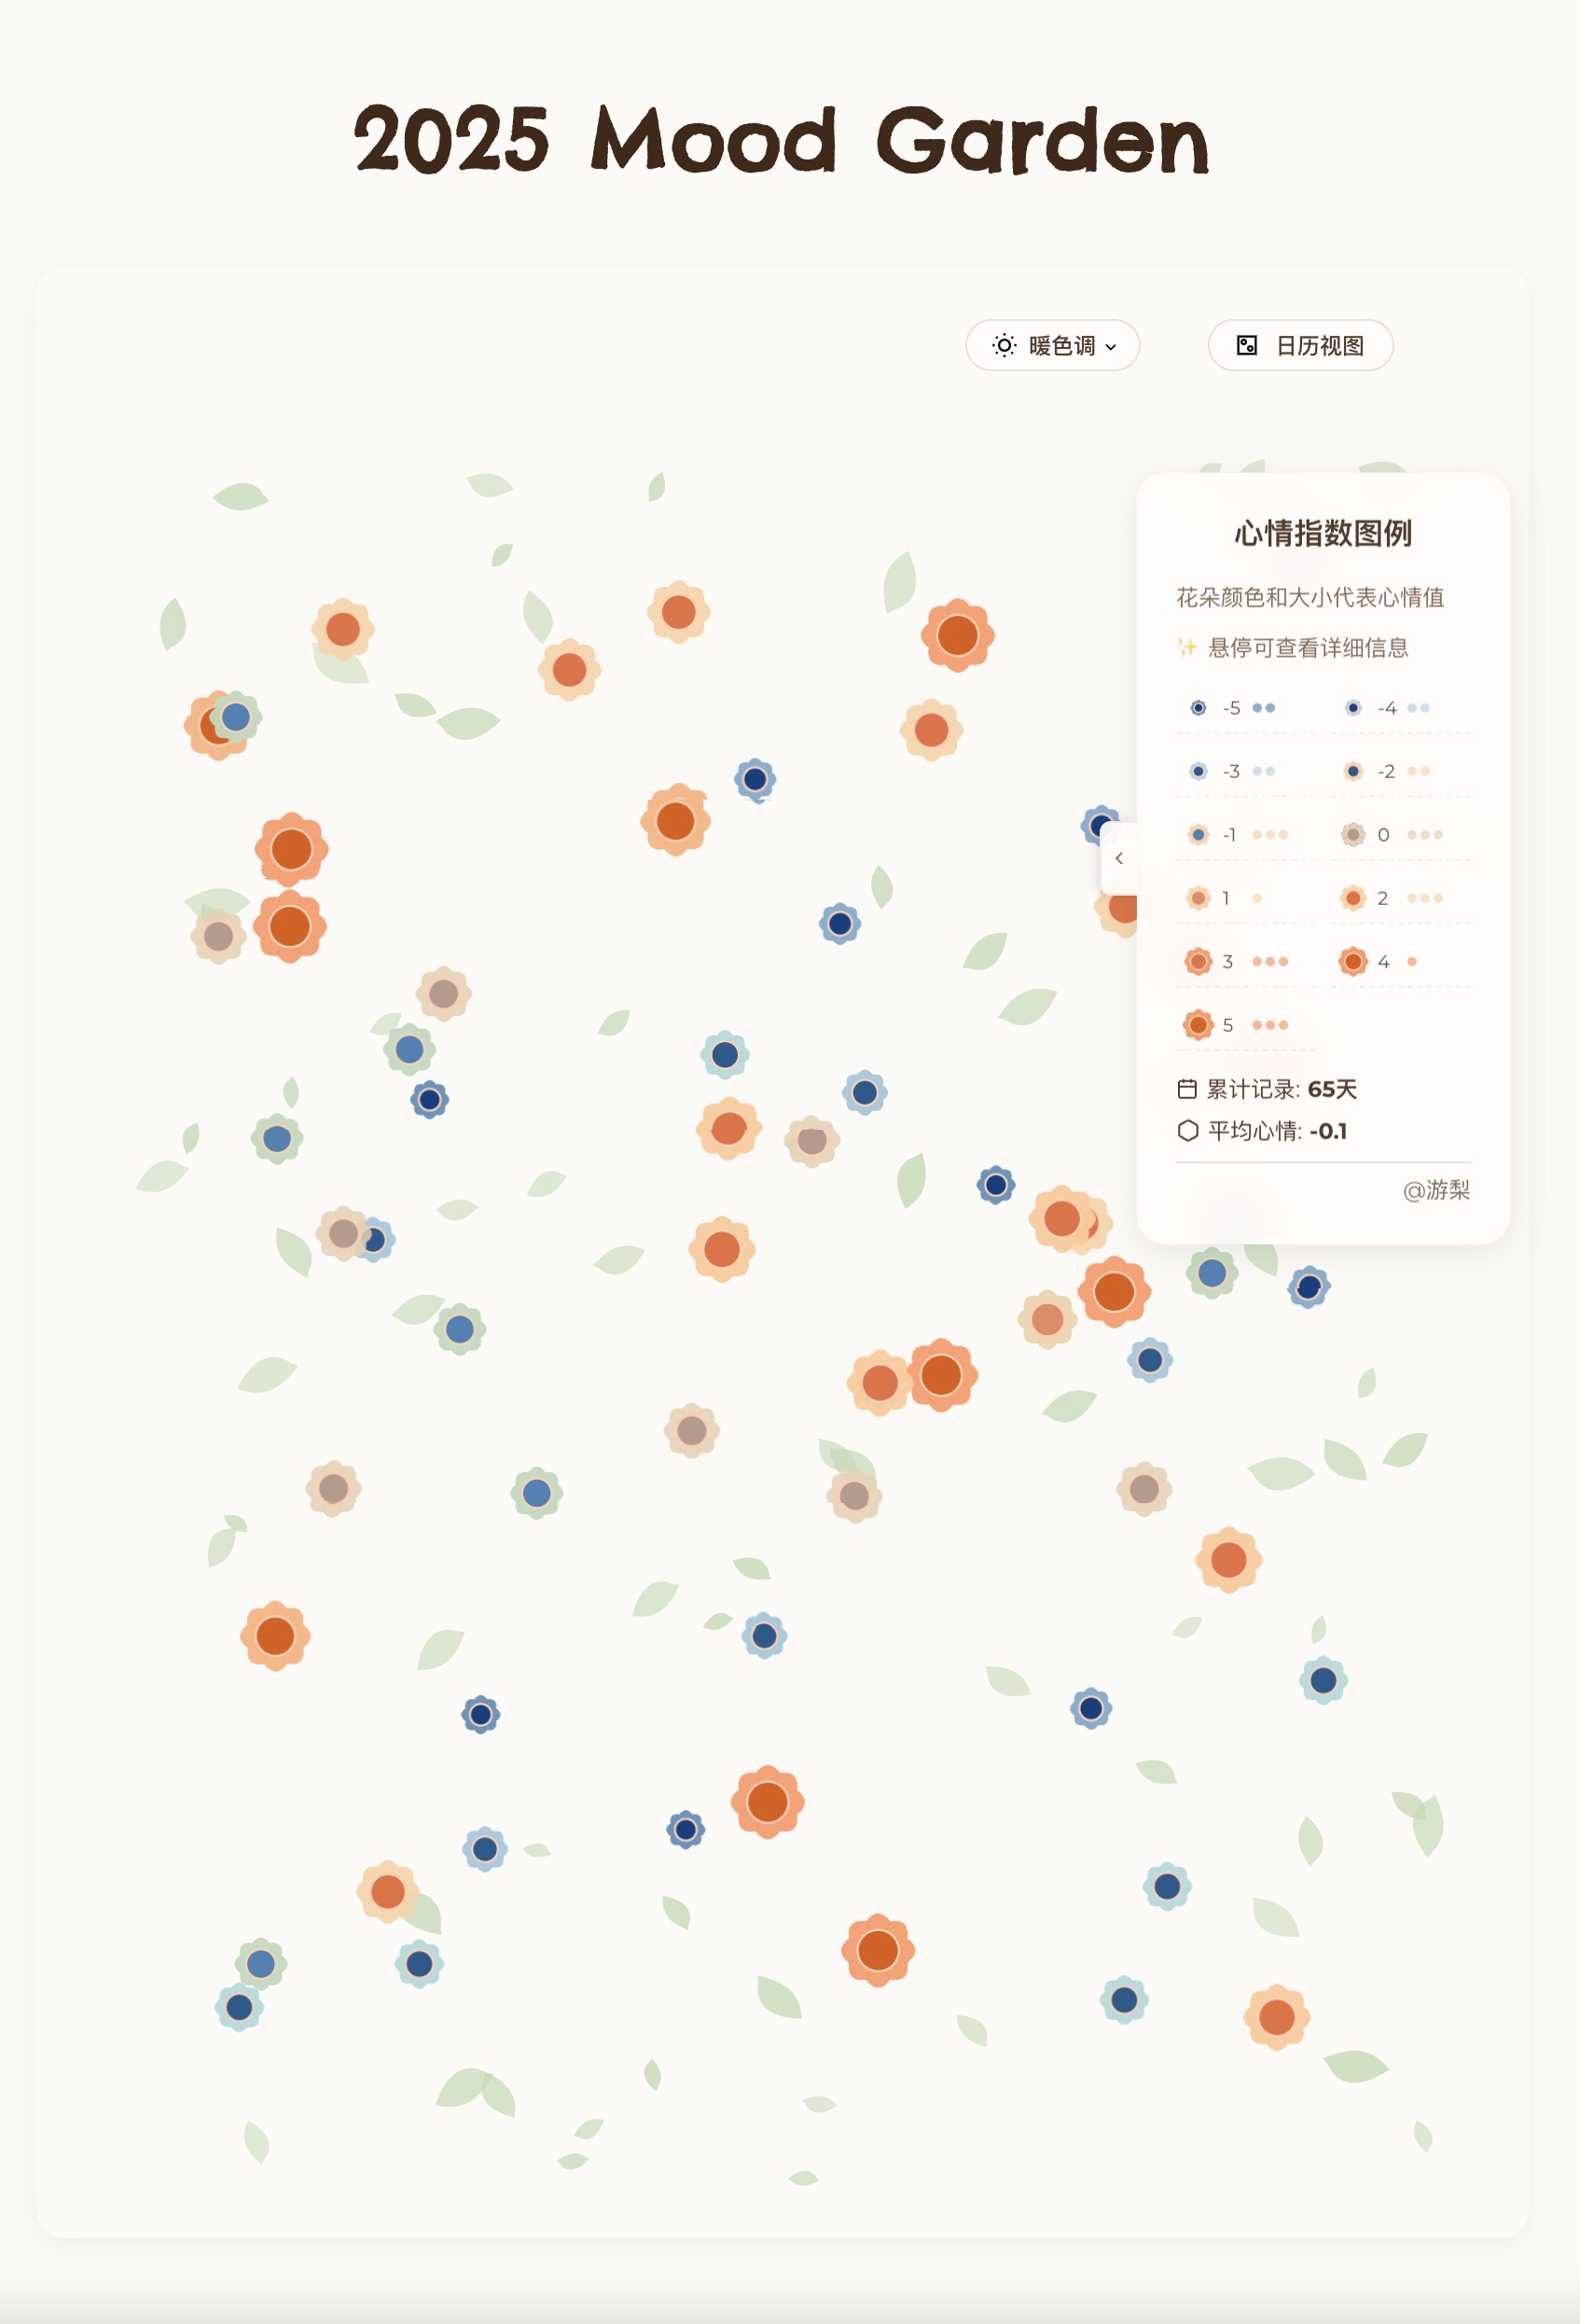 2025 Mood Garden
暖色调
日历视图
心情指数图例
花朵颜色和大小代表心情值
✨ 悬停可查看详细信息
-5
-4
-3
-2
-1
0
1
2
3
4
5
累计记录: 65天
平均心情: -0.1
@游梨